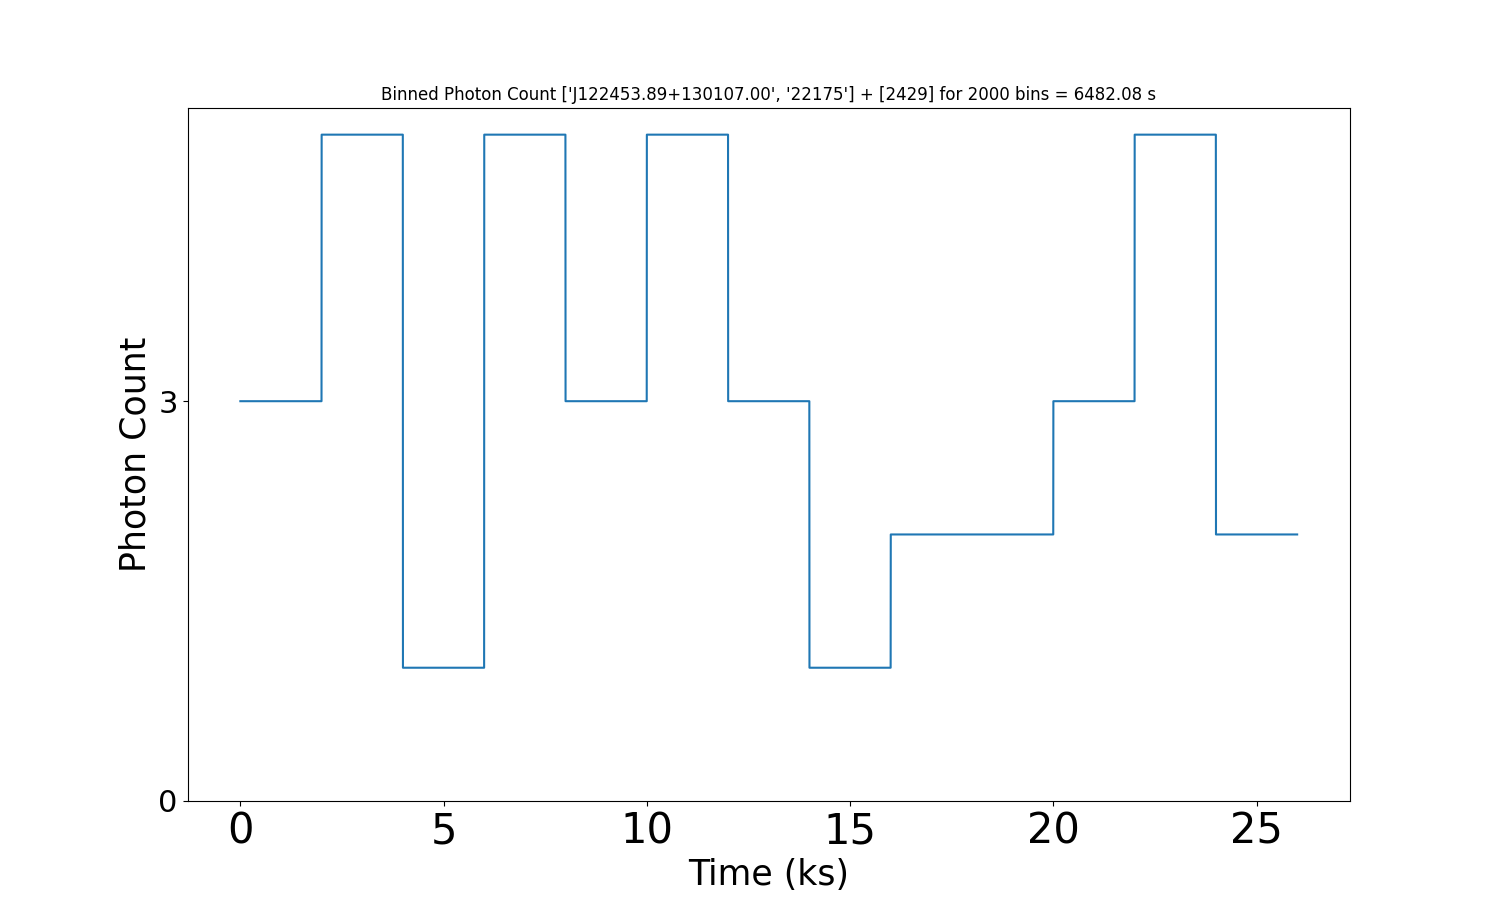 Binned Photon Count ['J122453.89+130107.00', '22175'] + [2429] for 2000 bins = 6482.08 s
Photon Count
3
0
0 5 10 15 20 25
Time (ks)